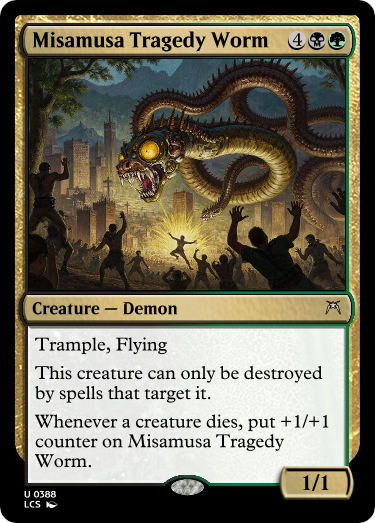 Misamusa Tragedy Worm 4
Creature — Demon
Trample, Flying
This creature can only be destroyed
by spells that target it.
Whenever a creature dies, put +1/+1
counter on Misamusa Tragedy
Worm.
1/1
U 0388
LCS